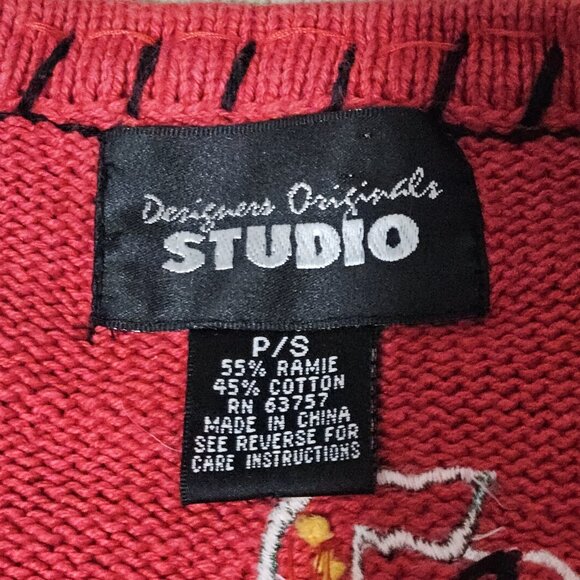 Designers Originals
STUDIO
P/S
55% RAMIE
45% COTTON
RN 63757
MADE IN CHINA
SEE REVERSE FOR
CARE INSTRUCTIONS